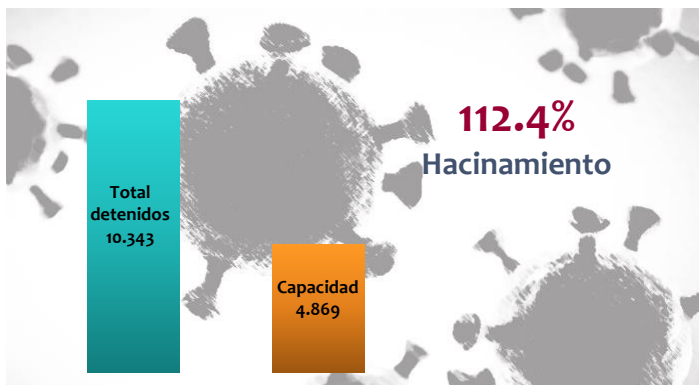 112.4%
Hacinamiento
Total
detenidos
10.343
Capacidad
4.869